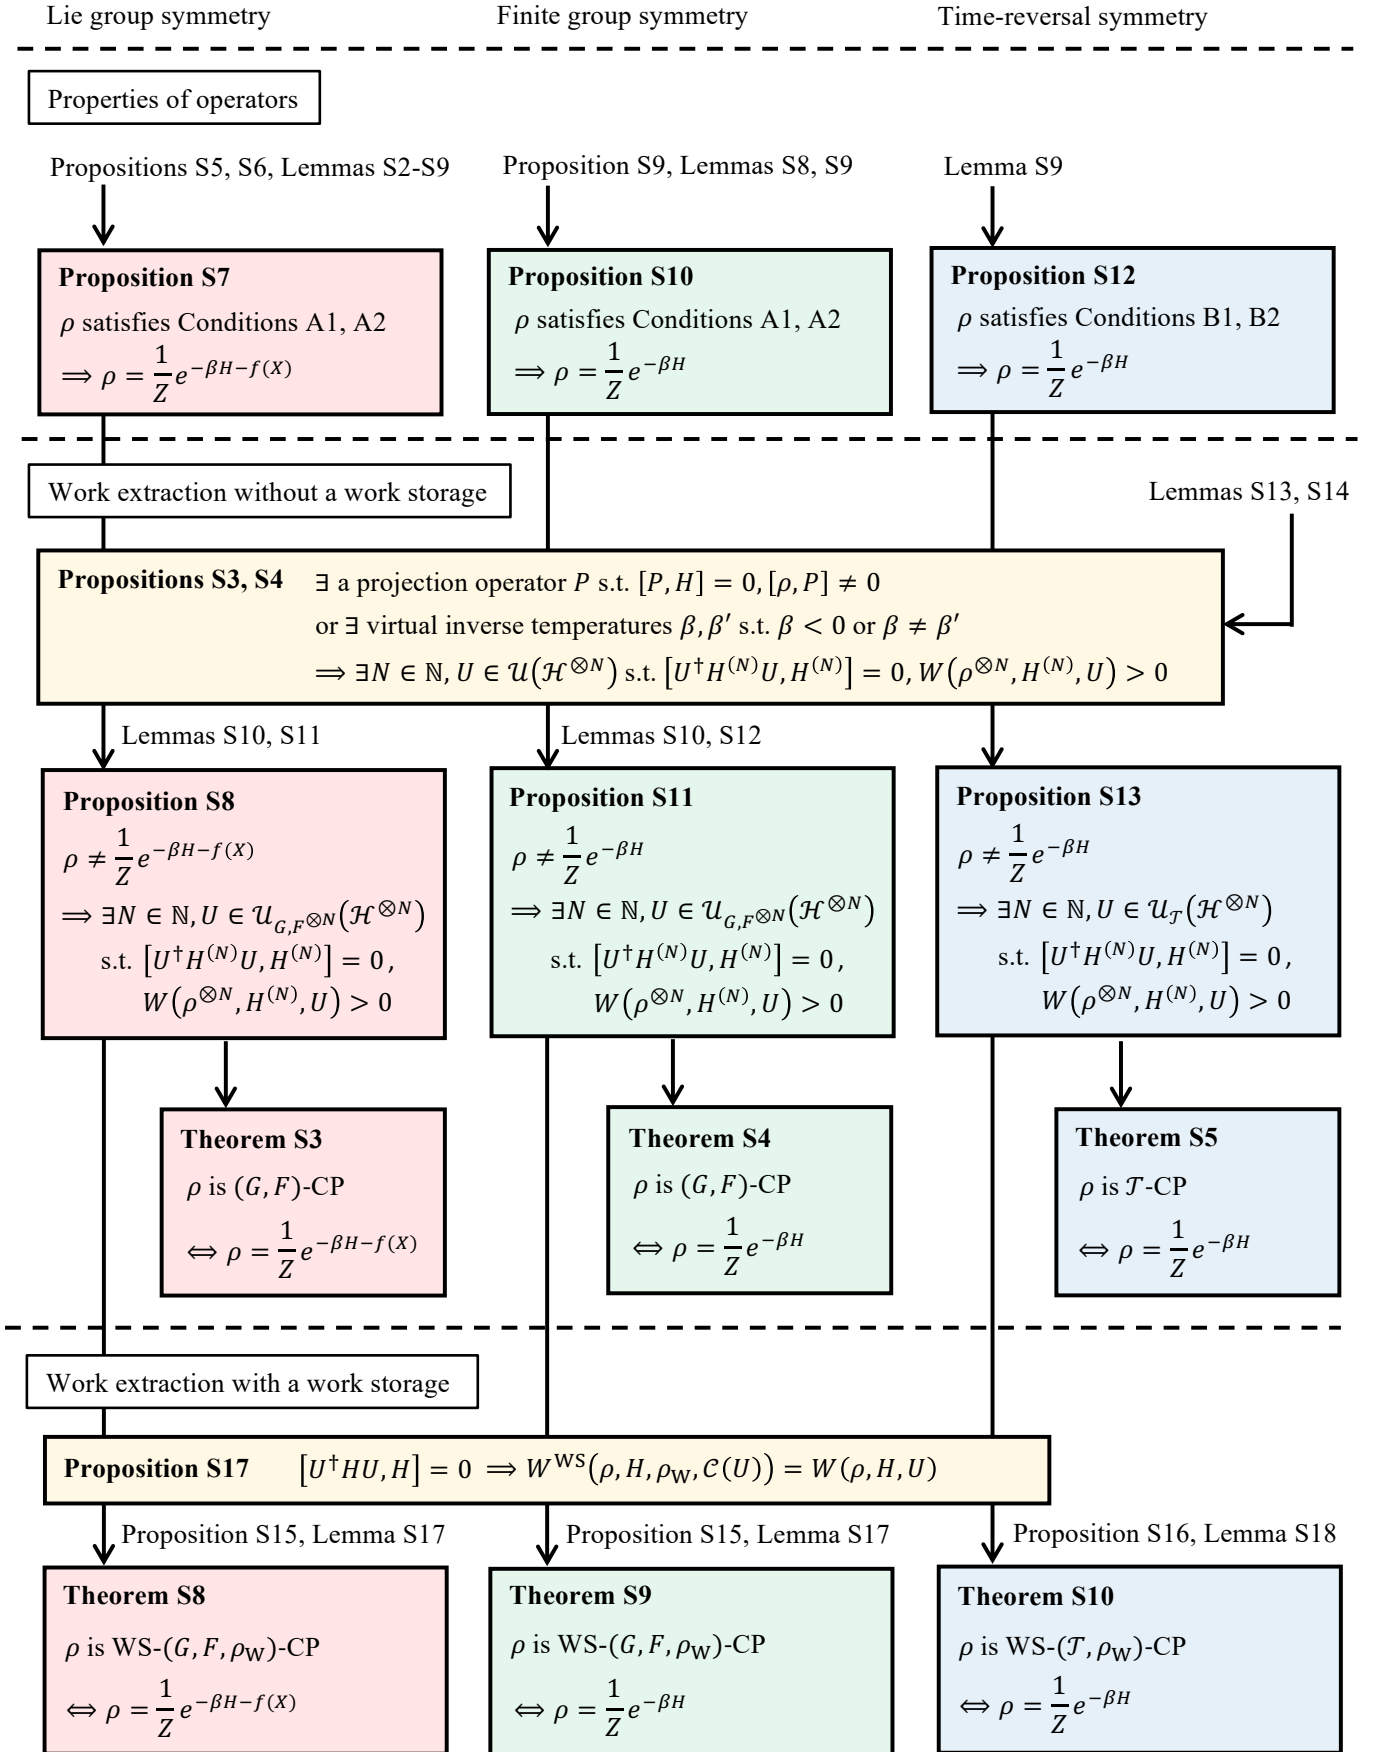 Lie group symmetry
Finite group symmetry
Time-reversal symmetry
Properties of operators
Propositions S5, S6, Lemmas S2-S9
Proposition S9, Lemmas S8, S9
Lemma S9
Proposition S7
ρ satisfies Conditions A1, A2
⟹ ρ = 1/Z e^{−βH−f(X)}
Proposition S10
ρ satisfies Conditions A1, A2
⟹ ρ = 1/Z e^{−βH}
Proposition S12
ρ satisfies Conditions B1, B2
⟹ ρ = 1/Z e^{−βH}
Work extraction without a work storage
Lemmas S13, S14
Propositions S3, S4 ∃ a projection operator P s.t. [P, H] = 0, [ρ, P] ≠ 0
or ∃ virtual inverse temperatures β, β′ s.t. β < 0 or β ≠ β′
⟹ ∃N ∈ ℕ, U ∈ 𝒰(ℋ^{⊗N}) s.t. [U^†H^{(N)}U, H^{(N)}] = 0, W(ρ^{⊗N}, H^{(N)}, U) > 0
Lemmas S10, S11
Lemmas S10, S12
Proposition S8
ρ ≠ 1/Z e^{−βH−f(X)}
⟹ ∃N ∈ ℕ, U ∈ 𝒰_{G,F^{⊗N}}(ℋ^{⊗N})
s.t. [U^†H^{(N)}U, H^{(N)}] = 0,
W(ρ^{⊗N}, H^{(N)}, U) > 0
Proposition S11
ρ ≠ 1/Z e^{−βH}
⟹ ∃N ∈ ℕ, U ∈ 𝒰_{G,F^{⊗N}}(ℋ^{⊗N})
s.t. [U^†H^{(N)}U, H^{(N)}] = 0,
W(ρ^{⊗N}, H^{(N)}, U) > 0
Proposition S13
ρ ≠ 1/Z e^{−βH}
⟹ ∃N ∈ ℕ, U ∈ 𝒰_𝒯(ℋ^{⊗N})
s.t. [U^†H^{(N)}U, H^{(N)}] = 0,
W(ρ^{⊗N}, H^{(N)}, U) > 0
Theorem S3
ρ is (G, F)-CP
⟺ ρ = 1/Z e^{−βH−f(X)}
Theorem S4
ρ is (G, F)-CP
⟺ ρ = 1/Z e^{−βH}
Theorem S5
ρ is 𝒯-CP
⟺ ρ = 1/Z e^{−βH}
Work extraction with a work storage
Proposition S17 [U^†HU, H] = 0 ⟹ W^{WS}(ρ, H, ρ_W, 𝒞(U)) = W(ρ, H, U)
Proposition S15, Lemma S17
Proposition S15, Lemma S17
Proposition S16, Lemma S18
Theorem S8
ρ is WS-(G, F, ρ_W)-CP
⟺ ρ = 1/Z e^{−βH−f(X)}
Theorem S9
ρ is WS-(G, F, ρ_W)-CP
⟺ ρ = 1/Z e^{−βH}
Theorem S10
ρ is WS-(𝒯, ρ_W)-CP
⟺ ρ = 1/Z e^{−βH}